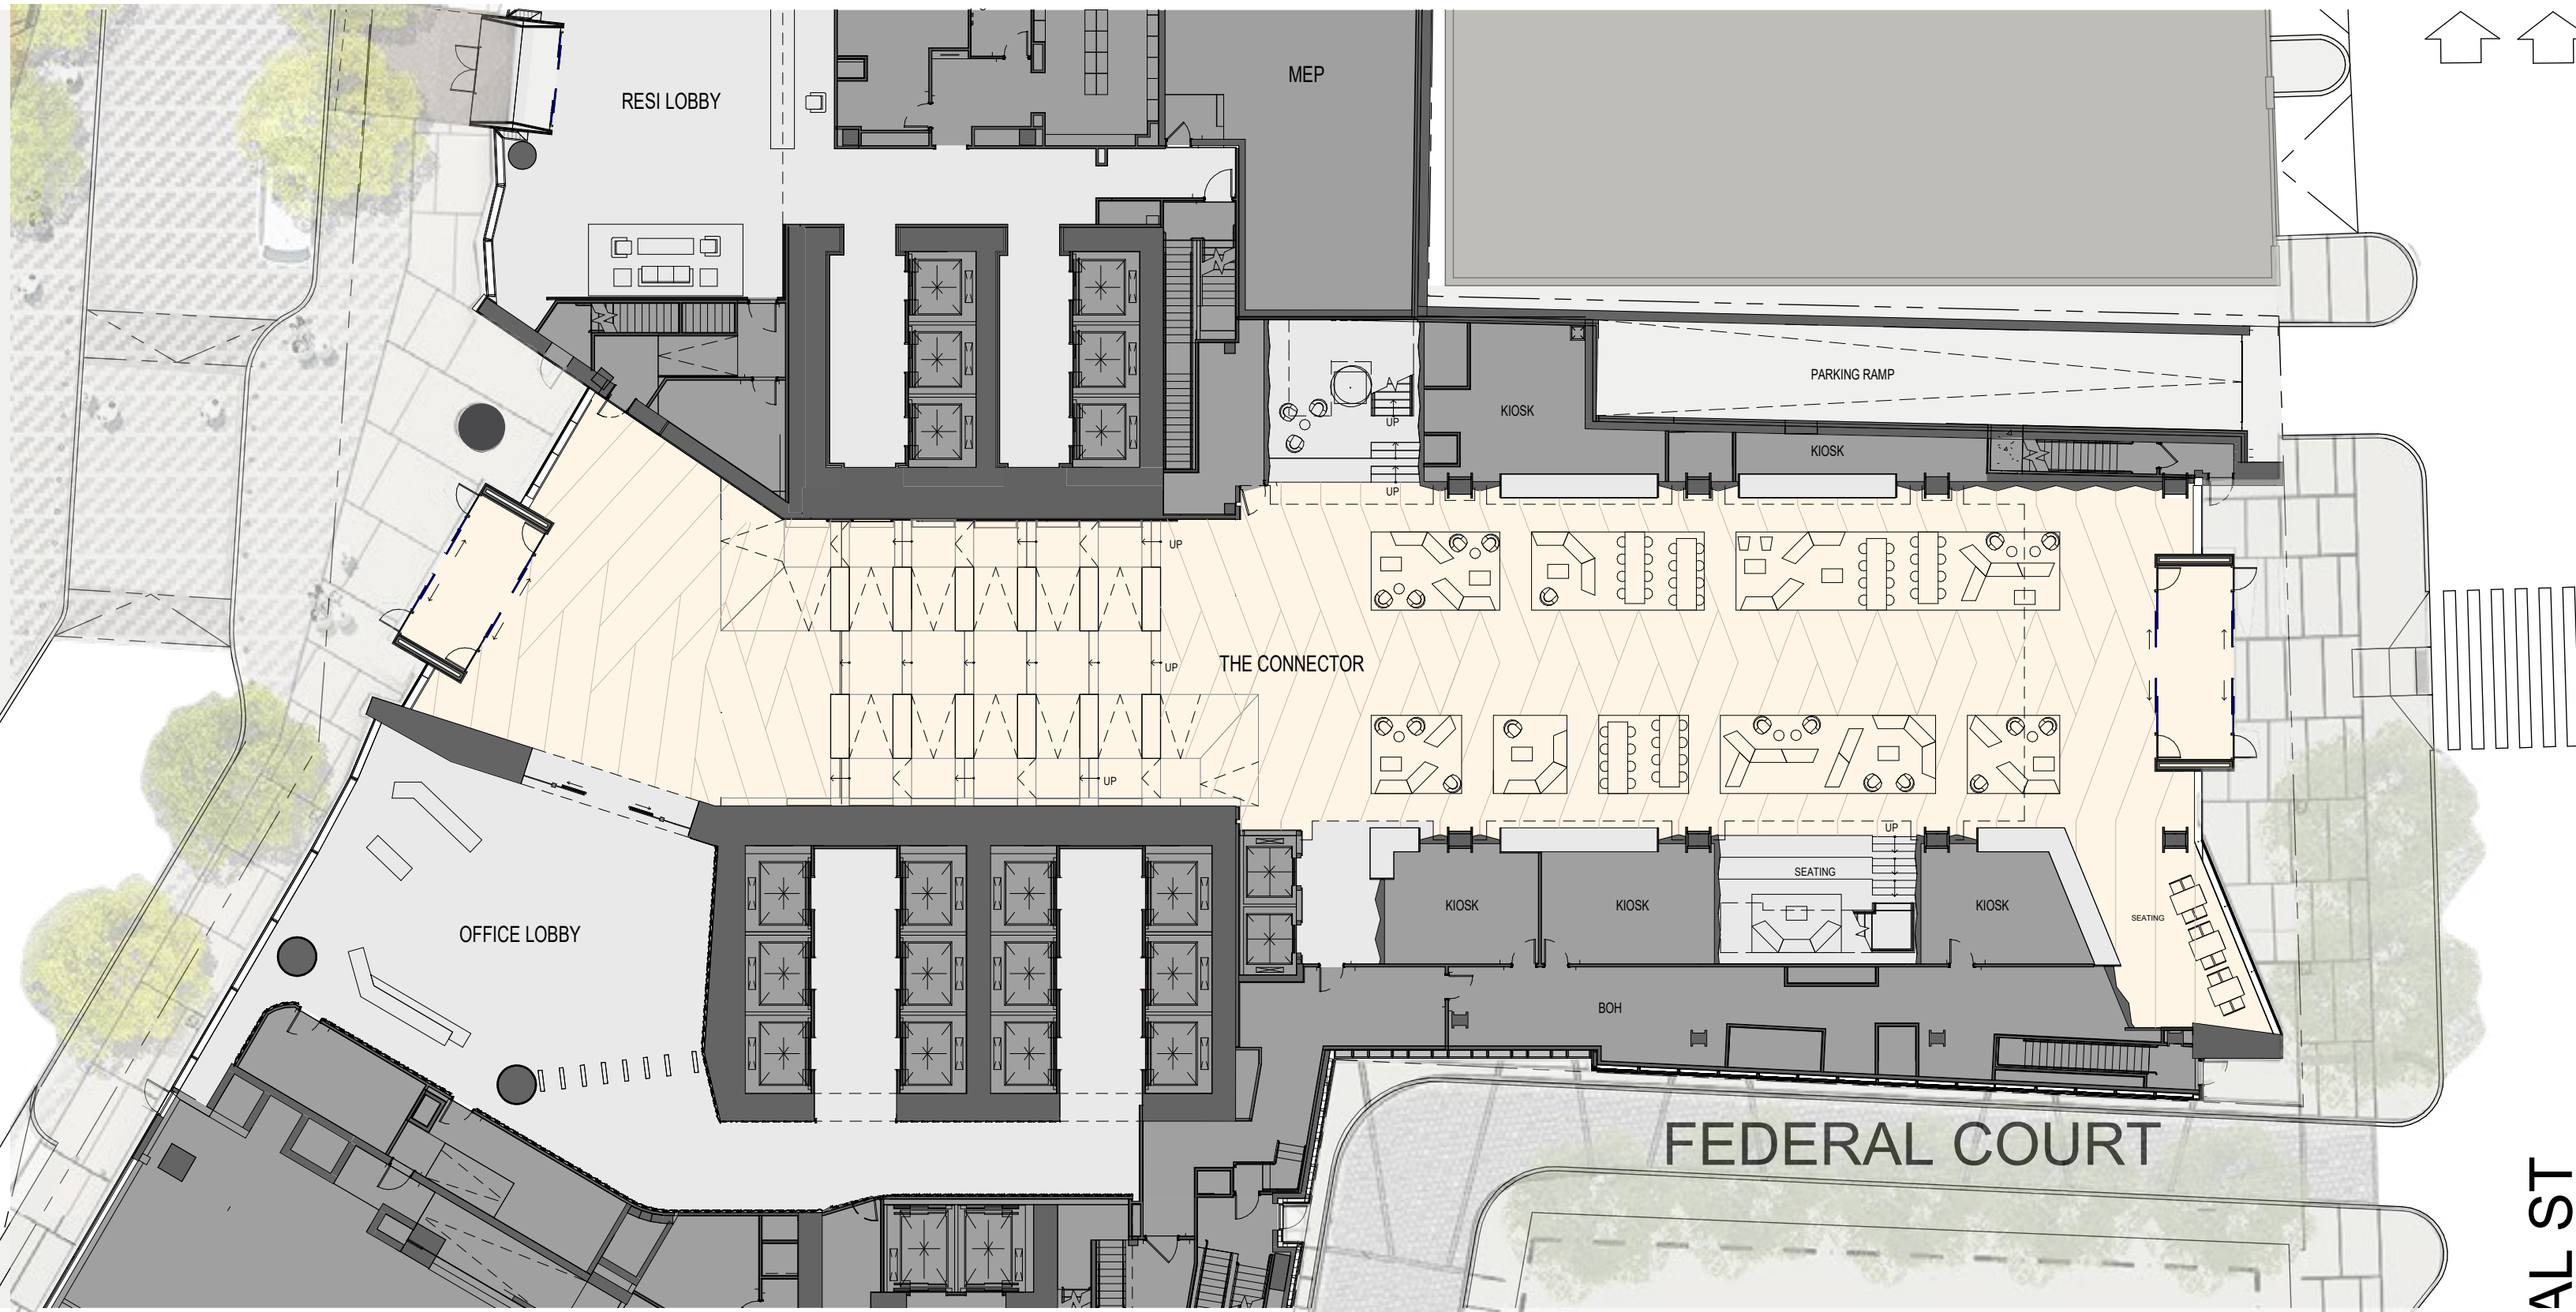 MEP
RESI LOBBY
PARKING RAMP
KIOSK
UP
KIOSK
UP
UP
THE CONNECTOR
UP
UP
UP
SEATING
KIOSK
KIOSK
KIOSK
SEATING
OFFICE LOBBY
BOH
FEDERAL COURT
AL ST